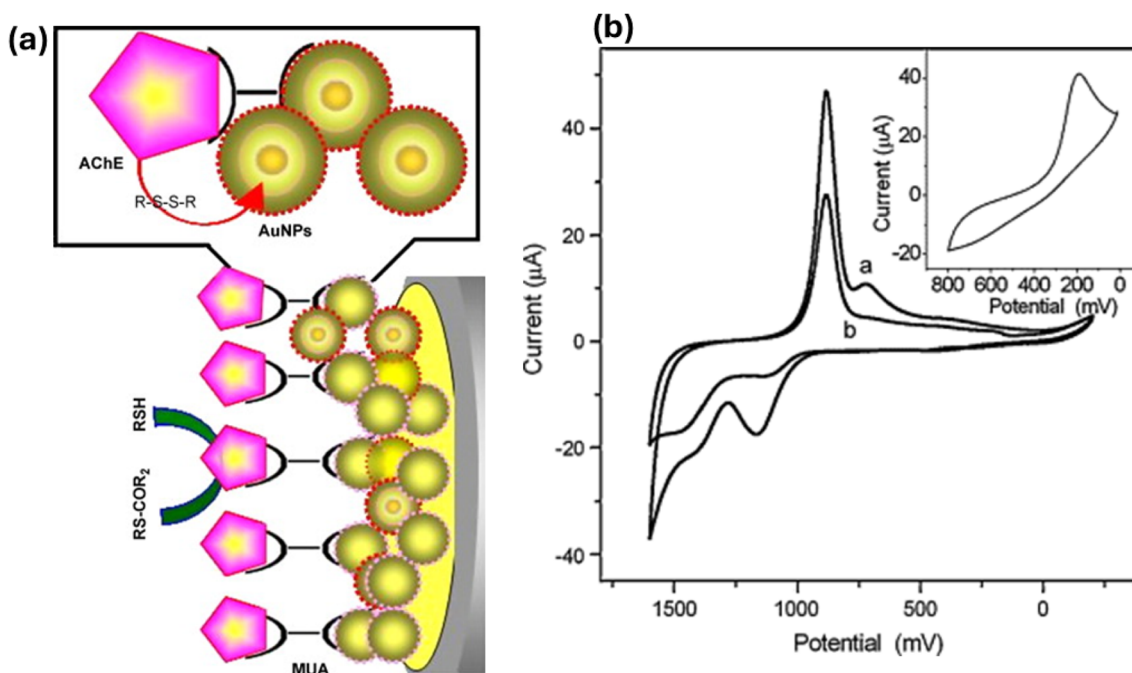 (a)
AChE
R-S-S-R
AuNPs
RSH
RS-COR2
MUA
(b)
Current (μA)
40
20
0
-20
-40
1500
1000
500
0
Potential (mV)
a
b
Current (μA)
40
20
0
-20
800 600 400 200 0
Potential (mV)